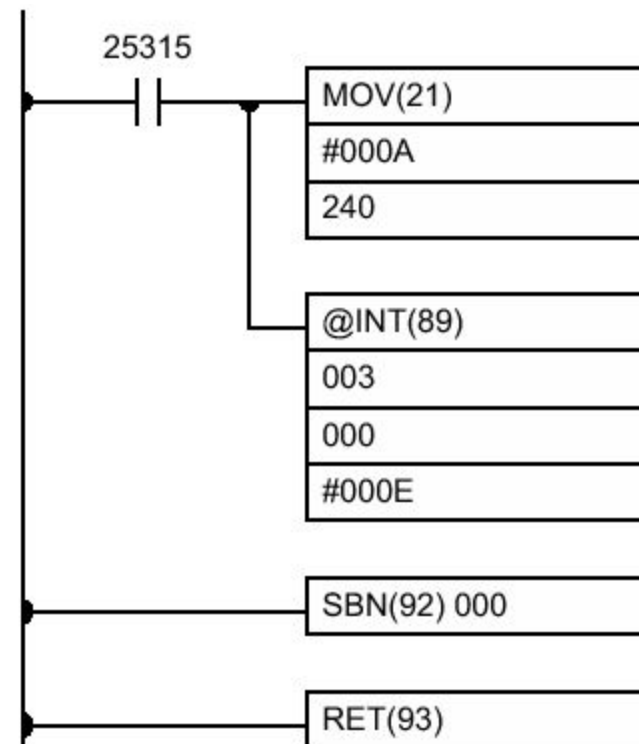 25315
MOV(21)
#000A
240
@INT(89)
003
000
#000E
SBN(92) 000
RET(93)